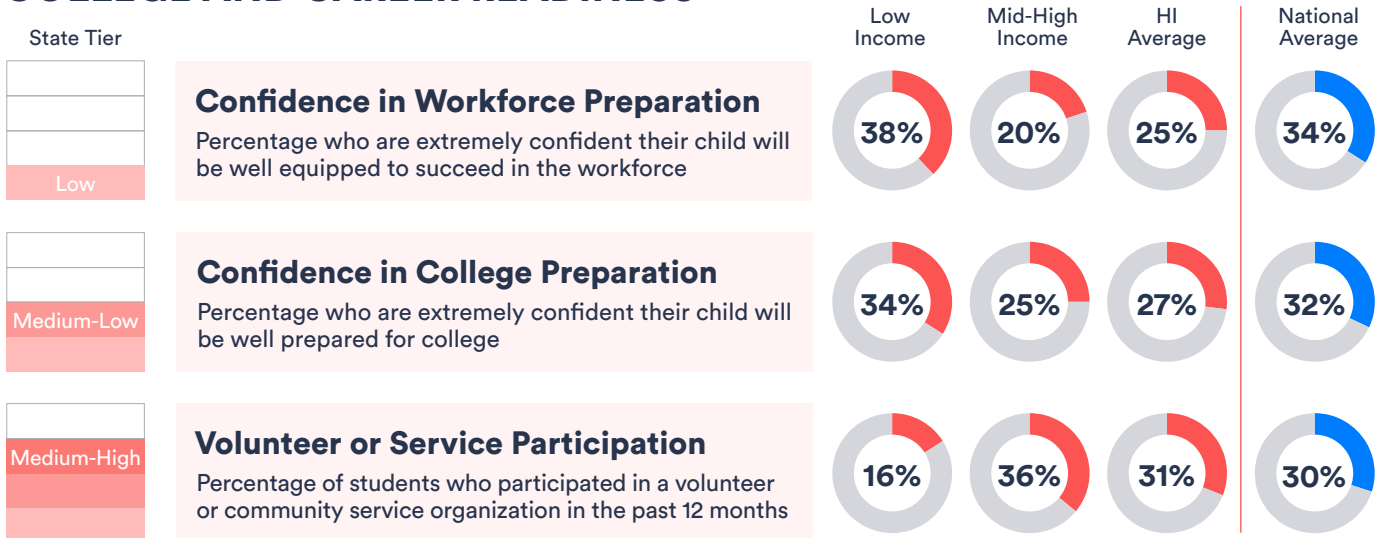 State Tier
Low Income
Mid-High Income
HI Average
National Average
Low
Confidence in Workforce Preparation
Percentage who are extremely confident their child will
be well equipped to succeed in the workforce
38%
20%
25%
34%
Medium-Low
Confidence in College Preparation
Percentage who are extremely confident their child will
be well prepared for college
34%
25%
27%
32%
Medium-High
Volunteer or Service Participation
Percentage of students who participated in a volunteer
or community service organization in the past 12 months
16%
36%
31%
30%